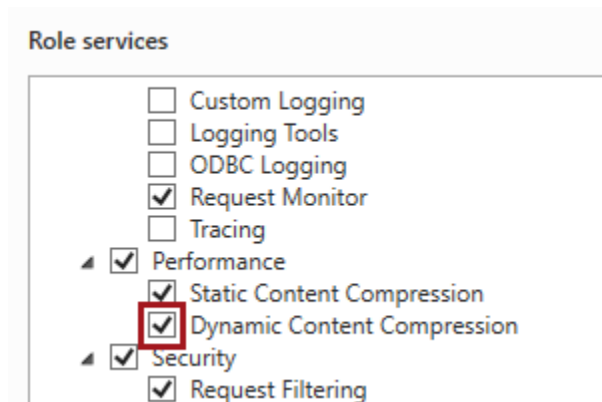 Role services
Custom Logging
Logging Tools
ODBC Logging
Request Monitor
Tracing
Performance
Static Content Compression
Dynamic Content Compression
Security
Request Filtering